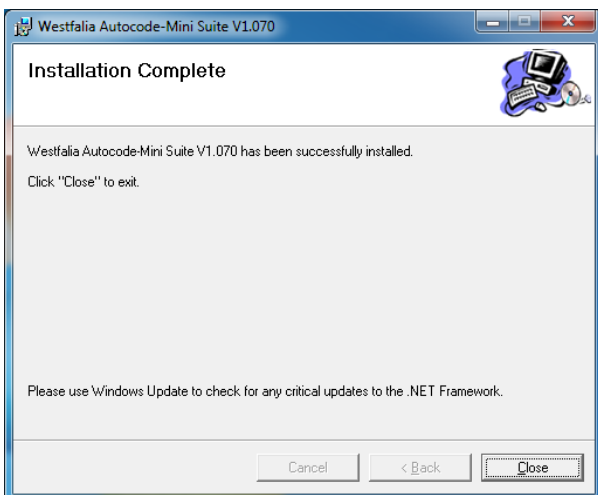 Westfalia Autocode-Mini Suite V1.070
Installation Complete
Westfalia Autocode-Mini Suite V1.070 has been successfully installed.
Click "Close" to exit.
Please use Windows Update to check for any critical updates to the .NET Framework.
Cancel
< Back
Close